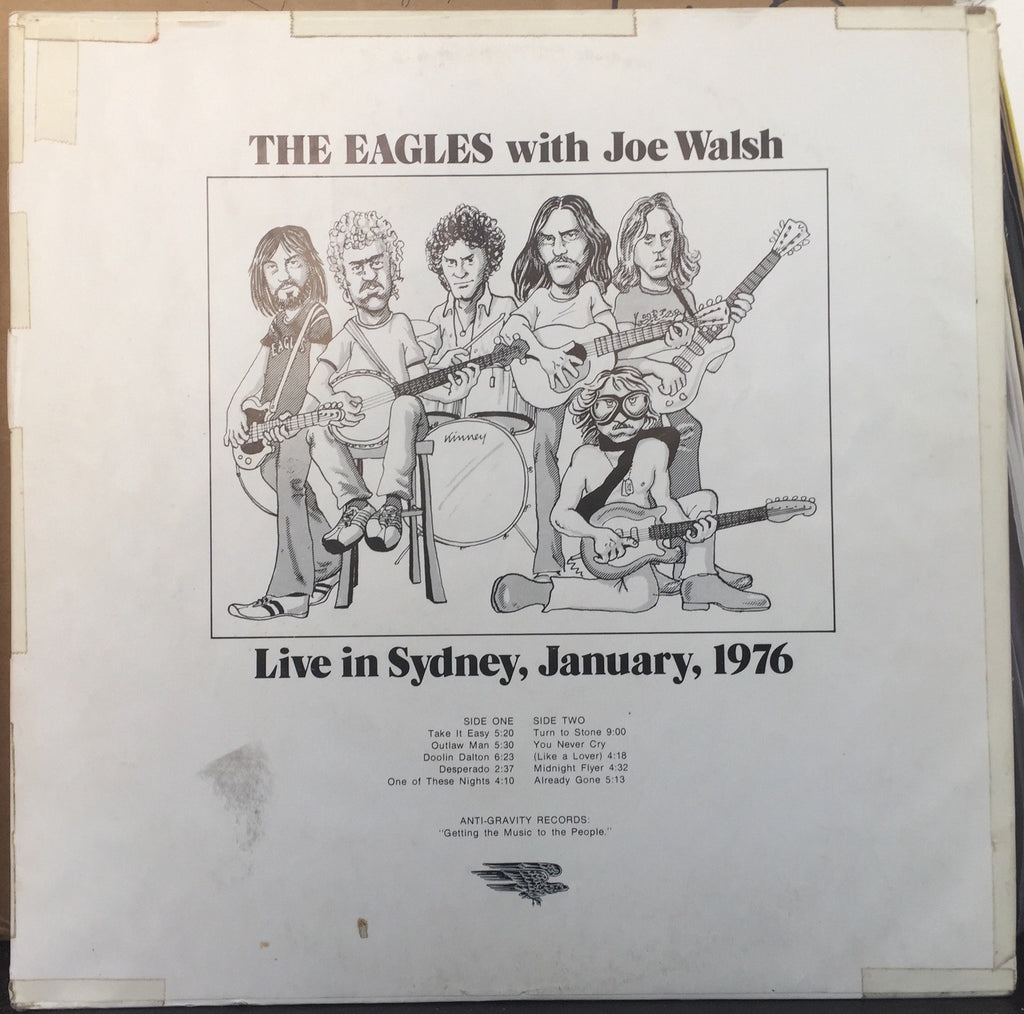 THE EAGLES with Joe Walsh
EAGLES
Kinney
Live in Sydney, January, 1976
SIDE ONE
Take It Easy 5:20
Outlaw Man 5:30
Doolin Dalton 6:23
Desperado 2:37
One of These Nights 4:10
SIDE TWO
Turn to Stone 9:00
You Never Cry
(Like a Lover) 4:18
Midnight Flyer 4:32
Already Gone 5:13
ANTI-GRAVITY RECORDS:
"Getting the Music to the People."